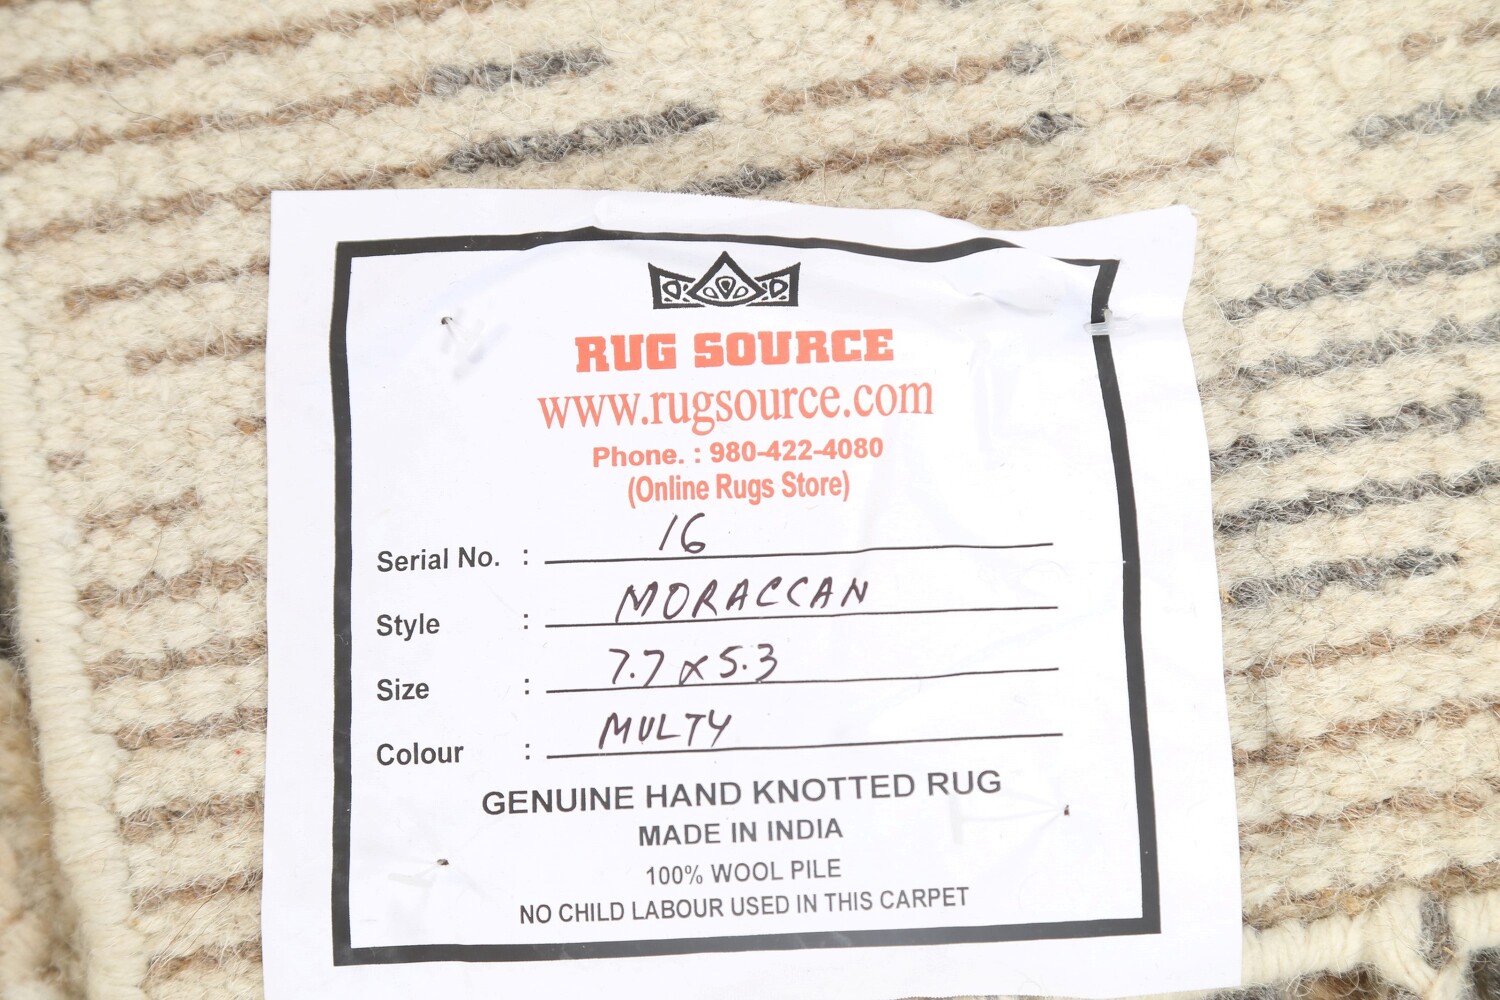 RUG SOURCE
www.rugsource.com
Phone. : 980-422-4080
(Online Rugs Store)
Serial No. : 16
Style : MORACCAN
Size : 7.7 x 5.3
Colour : MULTY
GENUINE HAND KNOTTED RUG
MADE IN INDIA
100% WOOL PILE
NO CHILD LABOUR USED IN THIS CARPET